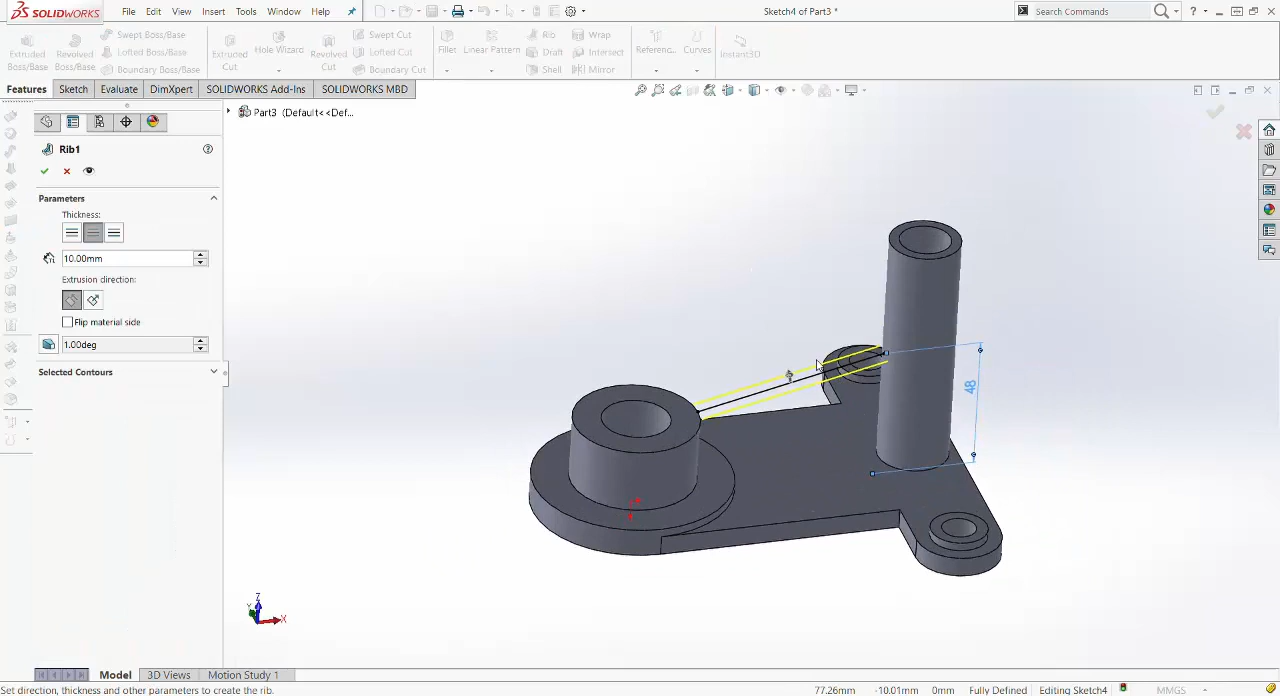 SOLIDWORKS
File Edit View Insert Tools Window Help
Sketch4 of Part3 *
Search Commands
Extruded Boss/Base
Revolved Boss/Base
Swept Boss/Base
Lofted Boss/Base
Boundary Boss/Base
Extruded Cut
Hole Wizard
Revolved Cut
Swept Cut
Lofted Cut
Boundary Cut
Fillet
Linear Pattern
Rib
Draft
Shell
Wrap
Intersect
Mirror
Referenc...
Curves
Instant3D
Features Sketch Evaluate DimXpert SOLIDWORKS Add-Ins SOLIDWORKS MBD
Part3 (Default<<Def...
Rib1
Parameters
Thickness:
10.00mm
Extrusion direction:
Flip material side
1.00deg
Selected Contours
48
Z
Y
X
Model 3D Views Motion Study 1
Set direction, thickness and other parameters to create the rib.
77.26mm -10.01mm 0mm Fully Defined Editing Sketch4 MMGS